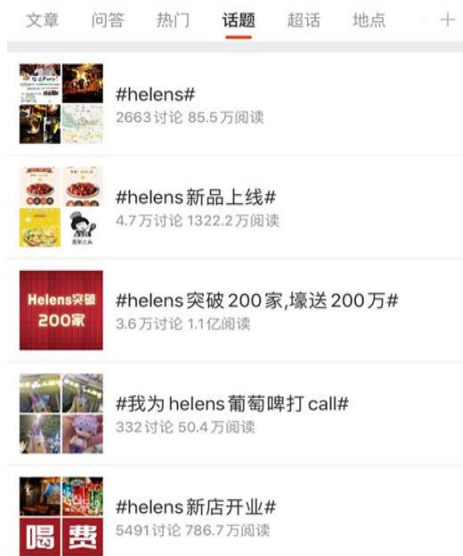 文章 问答 热门 话题 超话 地点
#helens#
2663讨论 85.5万阅读
#helens新品上线#
4.7万讨论 1322.2万阅读
Helens突破
200家
#helens突破200家,壕送200万#
3.6万讨论 1.1亿阅读
#我为helens葡萄啤打call#
332讨论 50.4万阅读
#helens新店开业#
5491讨论 786.7万阅读
喝 费